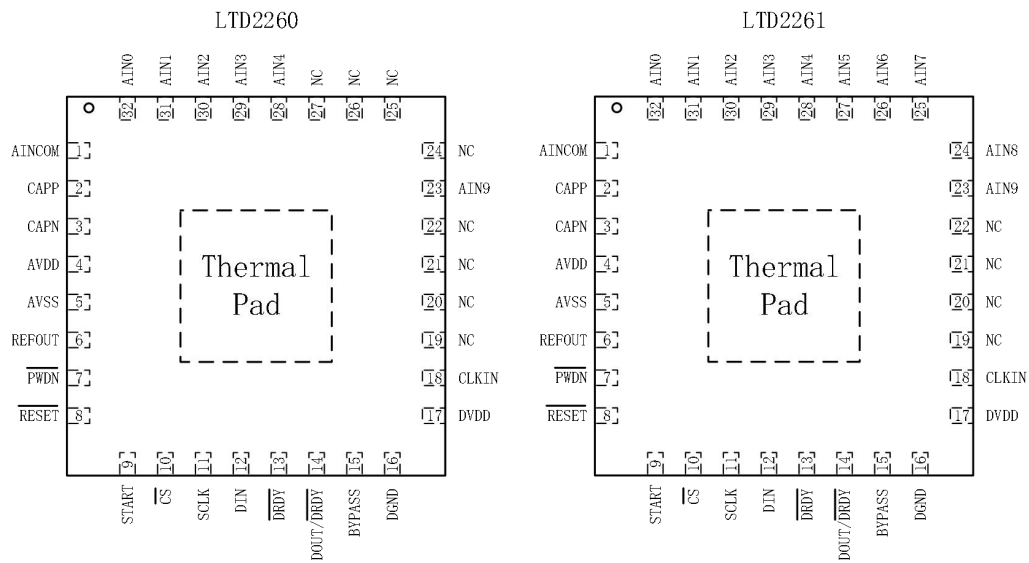 LTD2260
AIN0
AIN1
AIN2
AIN3
AIN4
NC
NC
NC
32
31
30
29
28
27
26
25
AINCOM 1
CAPP 2
CAPN 3
AVDD 4
AVSS 5
REFOUT 6
PWDN 7
RESET 8
Thermal
Pad
24 NC
23 AIN9
22 NC
21 NC
20 NC
19 NC
18 CLKIN
17 DVDD
9
10
11
12
13
14
15
16
START
CS
SCLK
DIN
DRDY
DOUT/DRDY
BYPASS
DGND
LTD2261
AIN0
AIN1
AIN2
AIN3
AIN4
AIN5
AIN6
AIN7
32
31
30
29
28
27
26
25
AINCOM 1
CAPP 2
CAPN 3
AVDD 4
AVSS 5
REFOUT 6
PWDN 7
RESET 8
Thermal
Pad
24 AIN8
23 AIN9
22 NC
21 NC
20 NC
19 NC
18 CLKIN
17 DVDD
9
10
11
12
13
14
15
16
START
CS
SCLK
DIN
DRDY
DOUT/DRDY
BYPASS
DGND